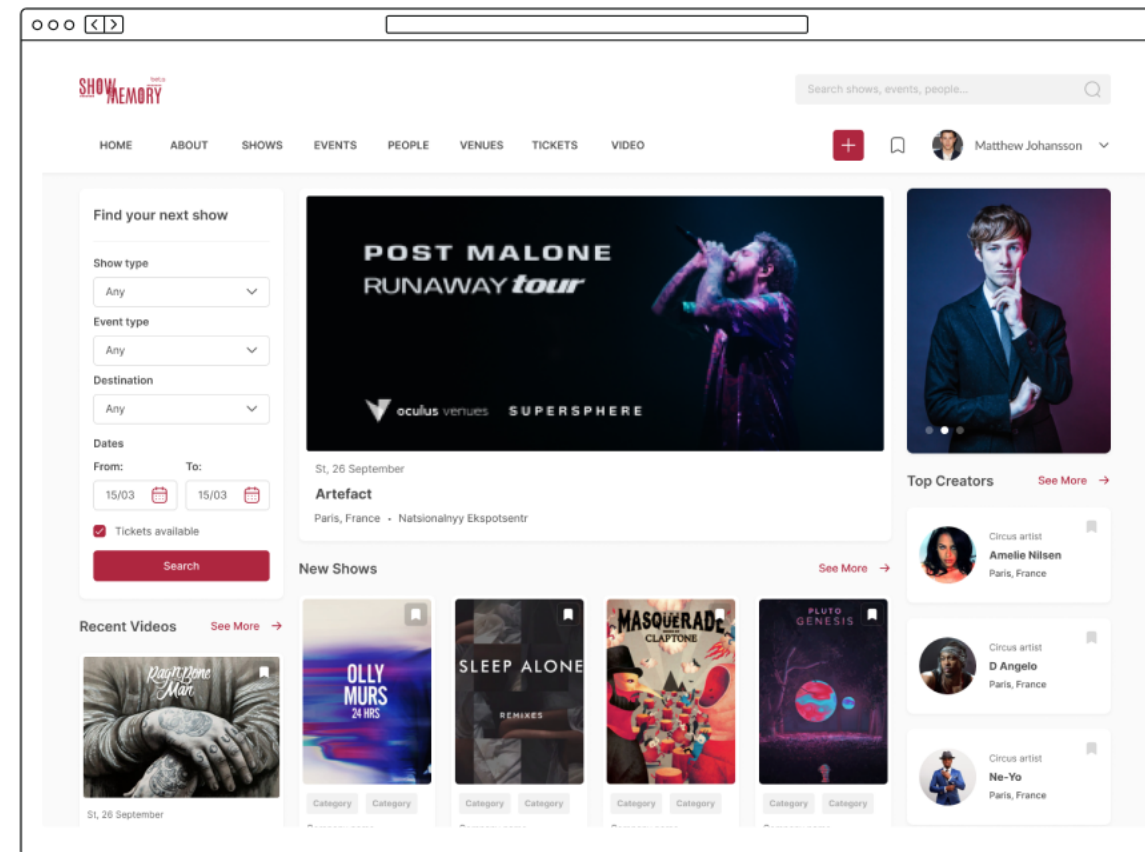 SHOWMEMORY
Search shows, events, people...
HOME ABOUT SHOWS EVENTS PEOPLE VENUES TICKETS VIDEO
Matthew Johansson
Find your next show
Show type
Any
Event type
Any
Destination
Any
Dates
From: To:
15/03 15/03
Tickets available
Search
Recent Videos See More
Rag'n'Bone
Man
St, 26 September
POST MALONE
RUNAWAY tour
oculus venues SUPERSPHERE
St, 26 September
Artefact
Paris, France • Natsionalnyy Ekspotsentr
New Shows See More
OLLY
MURS
24 HRS
Category Category
SLEEP ALONE
REMIXES
Category Category
MASQUERADE
CLAPTONE
Category Category
PLUTO
GENESIS
Category Category
Top Creators See More
Circus artist
Amelie Nilsen
Paris, France
Circus artist
D Angelo
Paris, France
Circus artist
Ne-Yo
Paris, France